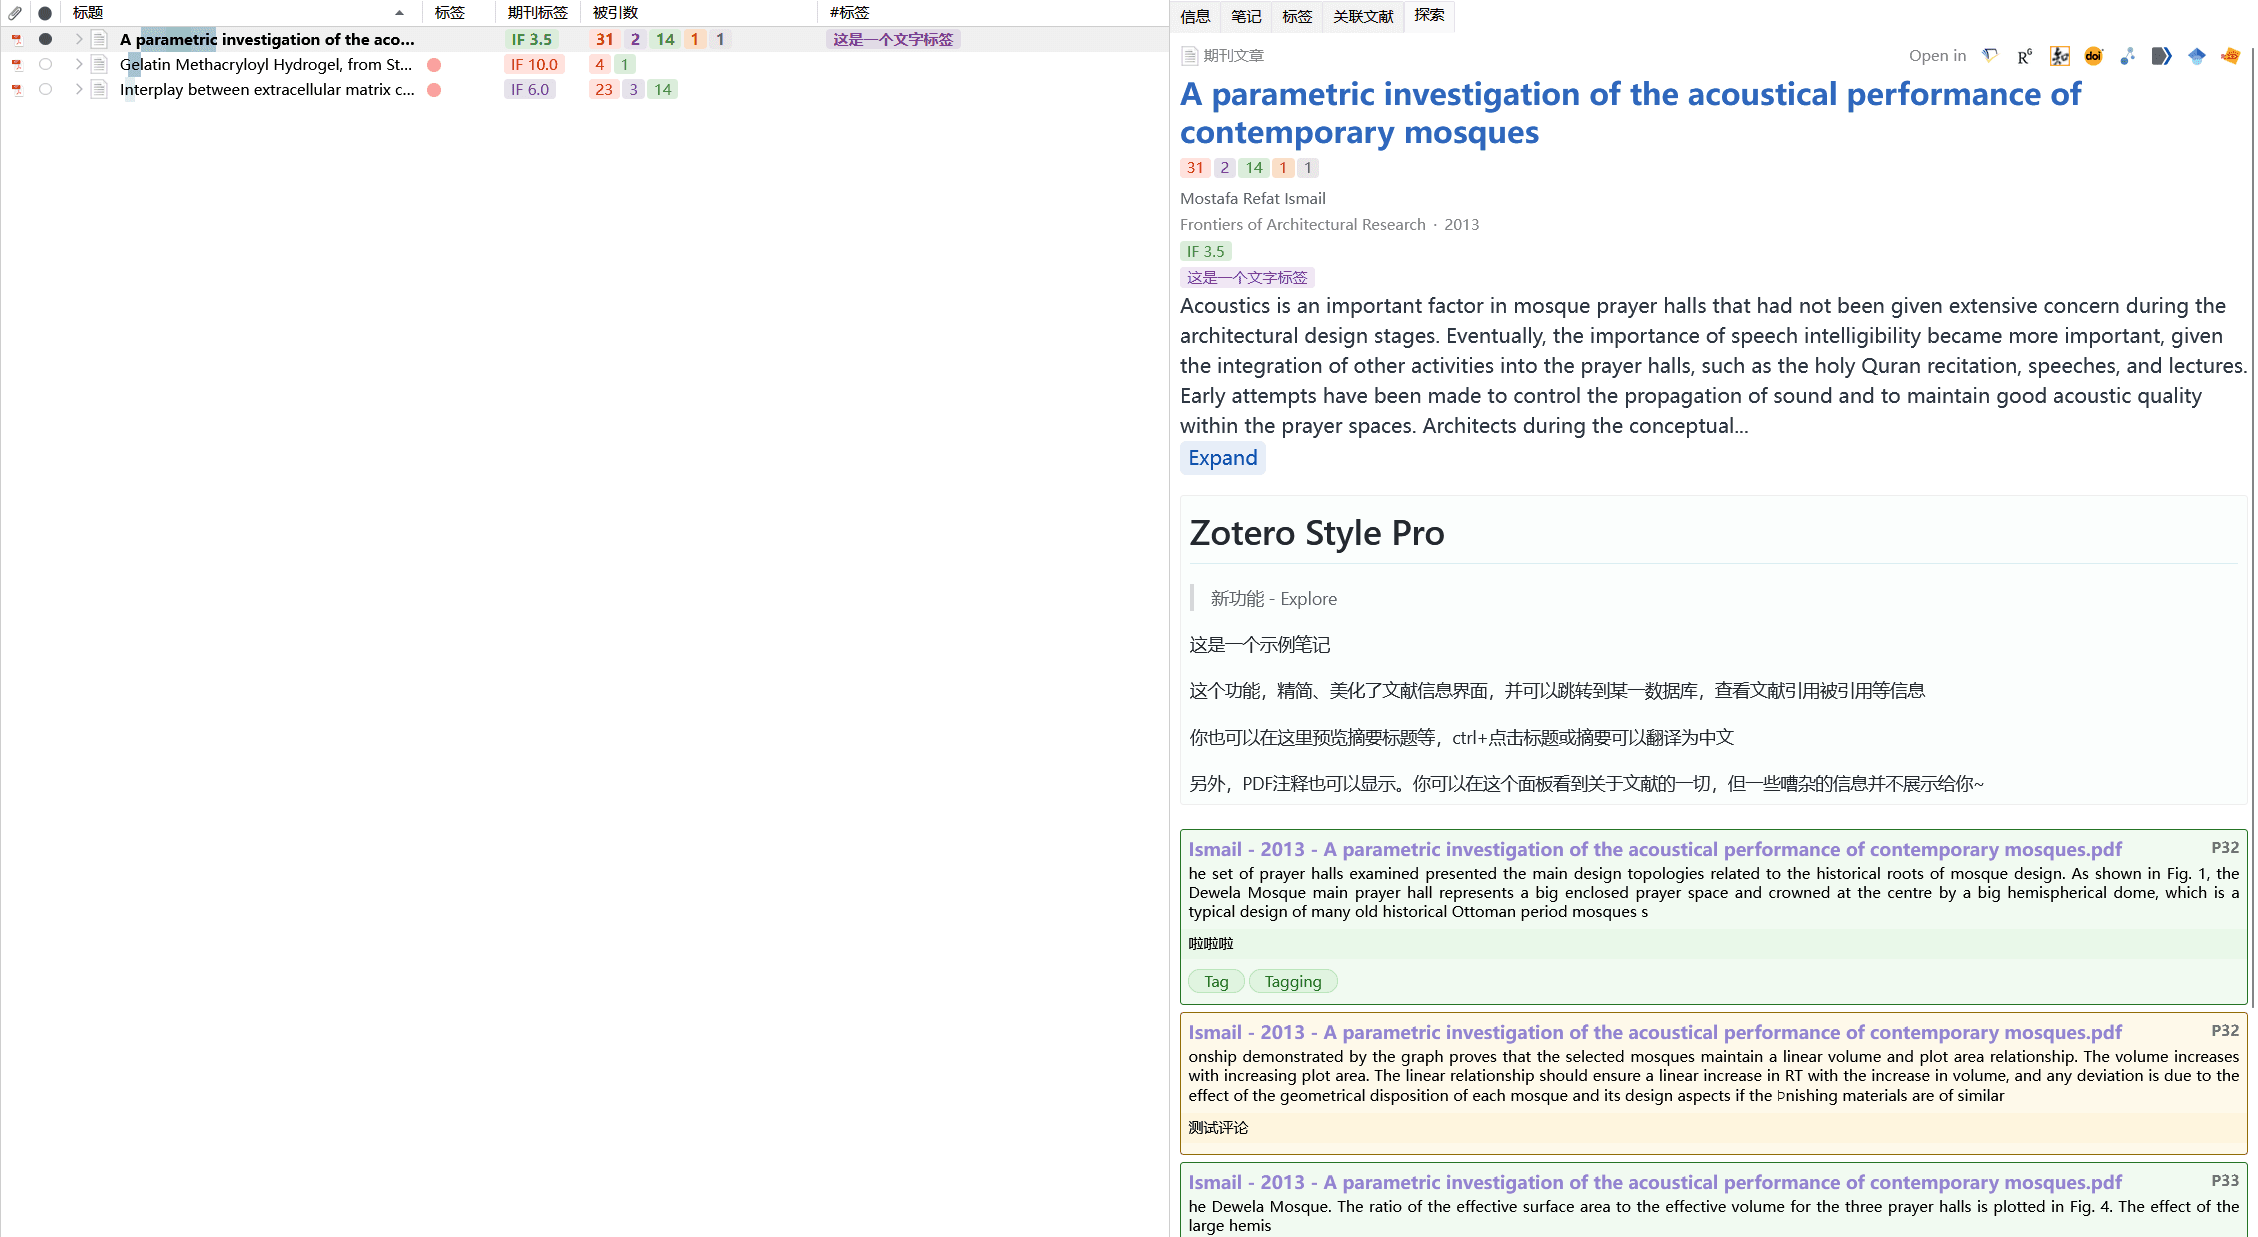 标题 标签 期刊标签 被引数 #标签
A parametric investigation of the aco... IF 3.5 31 2 14 1 1 这是一个文字标签
Gelatin Methacryloyl Hydrogel, from St... IF 10.0 4 1
Interplay between extracellular matrix c... IF 6.0 23 3 14
信息 笔记 标签 关联文献 探索
期刊文章 Open in
A parametric investigation of the acoustical performance of
contemporary mosques
31 2 14 1 1
Mostafa Refat Ismail
Frontiers of Architectural Research · 2013
IF 3.5
这是一个文字标签
Acoustics is an important factor in mosque prayer halls that had not been given extensive concern during the
architectural design stages. Eventually, the importance of speech intelligibility became more important, given
the integration of other activities into the prayer halls, such as the holy Quran recitation, speeches, and lectures.
Early attempts have been made to control the propagation of sound and to maintain good acoustic quality
within the prayer spaces. Architects during the conceptual...
Expand
Zotero Style Pro
新功能 - Explore
这是一个示例笔记
这个功能，精简、美化了文献信息界面，并可以跳转到某一数据库，查看文献引用被引用等信息
你也可以在这里预览摘要标题等，ctrl+点击标题或摘要可以翻译为中文
另外，PDF注释也可以显示。你可以在这个面板看到关于文献的一切，但一些嘈杂的信息并不展示给你~
Ismail - 2013 - A parametric investigation of the acoustical performance of contemporary mosques.pdf P32
he set of prayer halls examined presented the main design topologies related to the historical roots of mosque design. As shown in Fig. 1, the
Dewela Mosque main prayer hall represents a big enclosed prayer space and crowned at the centre by a big hemispherical dome, which is a
typical design of many old historical Ottoman period mosques s
啦啦啦
Tag Tagging
Ismail - 2013 - A parametric investigation of the acoustical performance of contemporary mosques.pdf P32
onship demonstrated by the graph proves that the selected mosques maintain a linear volume and plot area relationship. The volume increases
with increasing plot area. The linear relationship should ensure a linear increase in RT with the increase in volume, and any deviation is due to the
effect of the geometrical disposition of each mosque and its design aspects if the Þnishing materials are of similar
测试评论
Ismail - 2013 - A parametric investigation of the acoustical performance of contemporary mosques.pdf P33
he Dewela Mosque. The ratio of the effective surface area to the effective volume for the three prayer halls is plotted in Fig. 4. The effect of the
large hemis